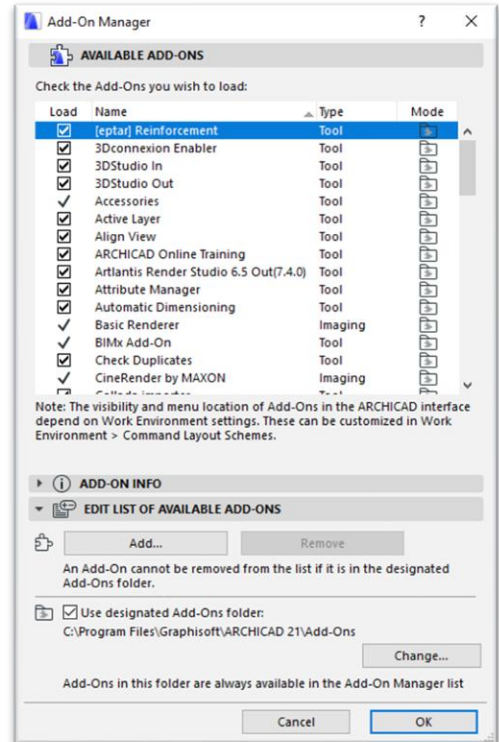 Add-On Manager ? ×
AVAILABLE ADD-ONS
Check the Add-Ons you wish to load:
Load Name Type Mode
[eptar] Reinforcement Tool
3Dconnexion Enabler Tool
3DStudio In Tool
3DStudio Out Tool
Accessories Tool
Active Layer Tool
Align View Tool
ARCHICAD Online Training Tool
Artlantis Render Studio 6.5 Out(7.4.0) Tool
Attribute Manager Tool
Automatic Dimensioning Tool
Basic Renderer Imaging
BIMx Add-On Tool
Check Duplicates Tool
CineRender by MAXON Imaging
Note: The visibility and menu location of Add-Ons in the ARCHICAD interface
depend on Work Environment settings. These can be customized in Work
Environment > Command Layout Schemes.
ADD-ON INFO
EDIT LIST OF AVAILABLE ADD-ONS
Add... Remove
An Add-On cannot be removed from the list if it is in the designated
Add-Ons folder.
Use designated Add-Ons folder:
C:\Program Files\Graphisoft\ARCHICAD 21\Add-Ons
Change...
Add-Ons in this folder are always available in the Add-On Manager list
Cancel OK